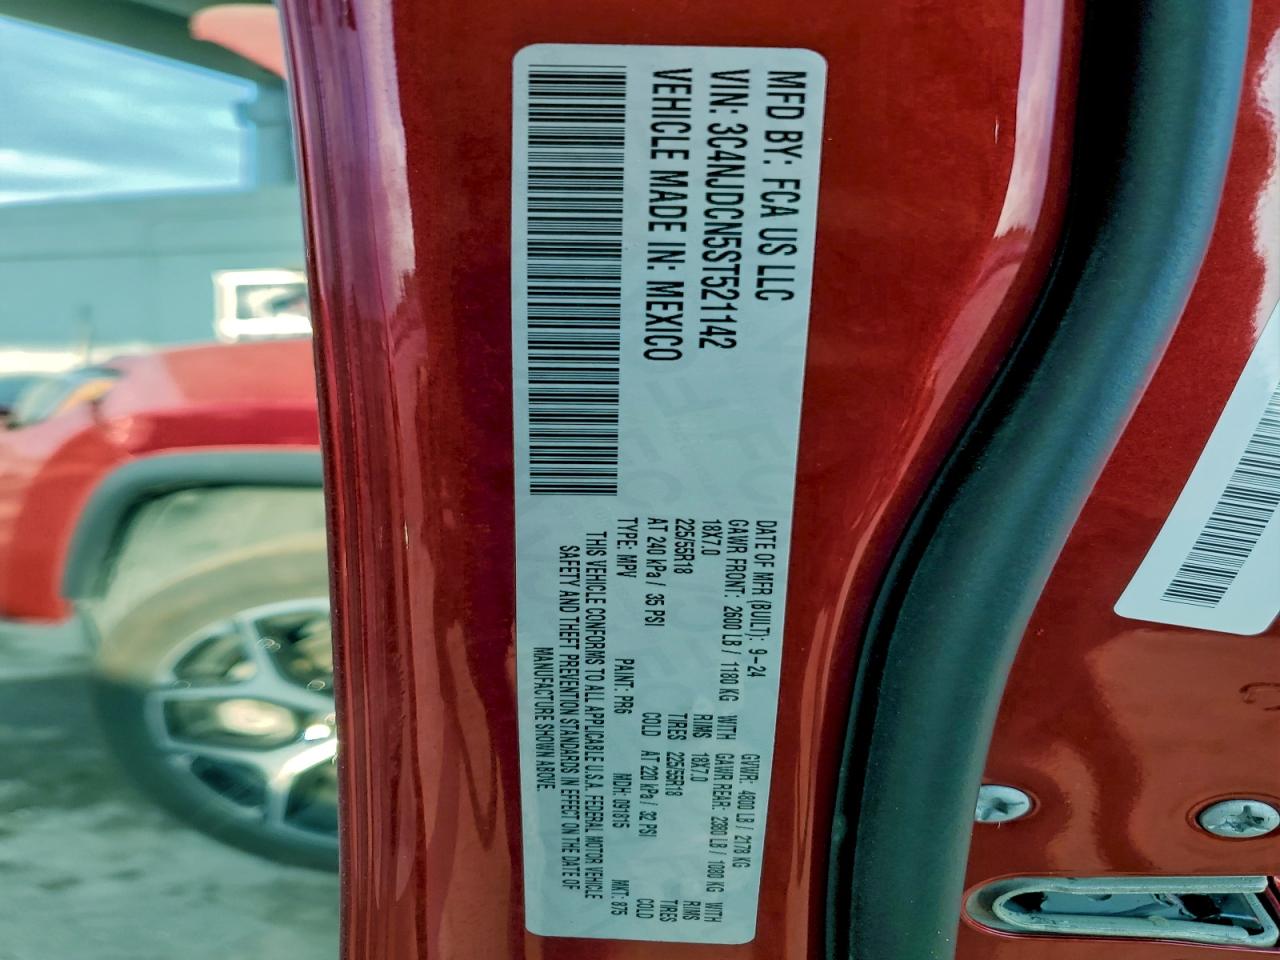 MFD BY: FCA US LLC
VIN: 3C4NJDCN5ST521142
VEHICLE MADE IN: MEXICO
DATE OF MFR (BUILT): 9-24 GVWR: 4800 LB / 2178 KG
GAWR FRONT: 2600 LB / 1180 KG WITH GAWR REAR: 2380 LB / 1080 KG WITH
18X7.0 RIMS 18X7.0 RIMS
225/55R18 TIRES 225/55R18 TIRES
AT 240 kPa / 35 PSI COLD AT 220 kPa / 32 PSI COLD
TYPE: MPV PAINT: PR6 MDH: 091815 MKT: 875
THIS VEHICLE CONFORMS TO ALL APPLICABLE U.S.A. FEDERAL MOTOR VEHICLE
SAFETY AND THEFT PREVENTION STANDARDS IN EFFECT ON THE DATE OF
MANUFACTURE SHOWN ABOVE.